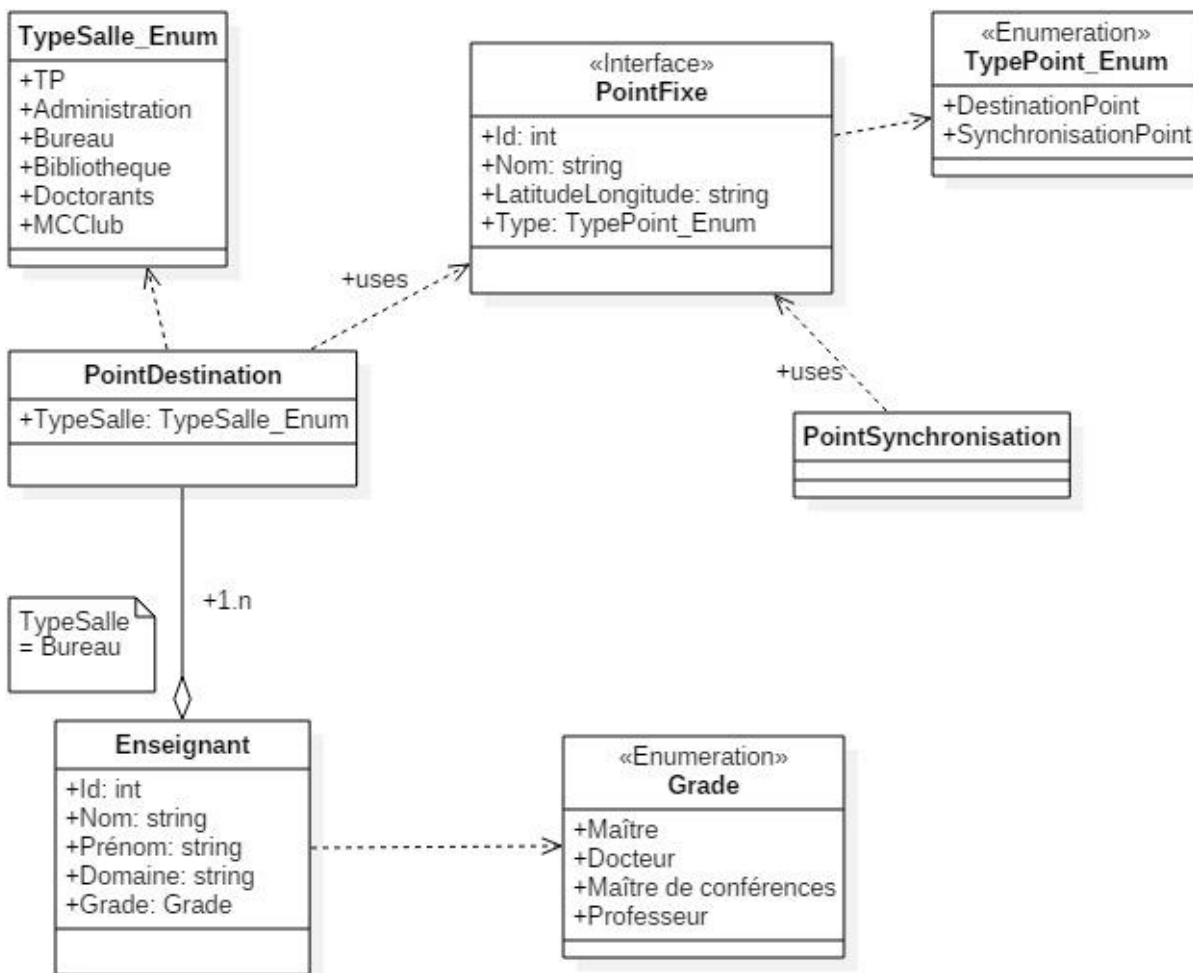 TypeSalle_Enum
+TP
+Administration
+Bureau
+Bibliotheque
+Doctorants
+MCClub
«Interface»
PointFixe
+Id: int
+Nom: string
+LatitudeLongitude: string
+Type: TypePoint_Enum
«Enumeration»
TypePoint_Enum
+DestinationPoint
+SynchronisationPoint
+uses
+uses
PointDestination
+TypeSalle: TypeSalle_Enum
PointSynchronisation
+1.n
TypeSalle
= Bureau
Enseignant
+Id: int
+Nom: string
+Prénom: string
+Domaine: string
+Grade: Grade
«Enumeration»
Grade
+Maître
+Docteur
+Maître de conférences
+Professeur